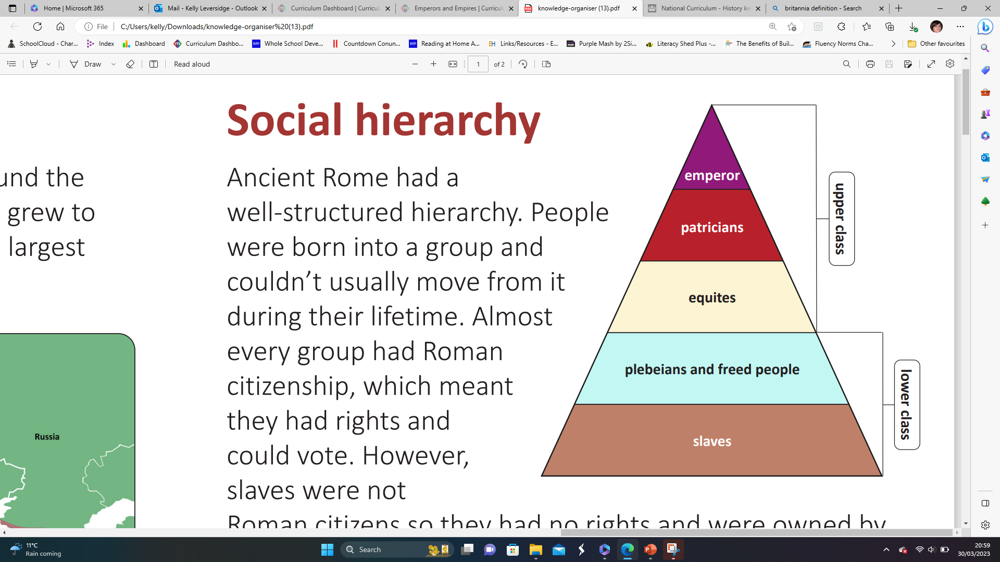 Home | Microsoft 365
Mail - Kelly Leversidge - Outlook
Curriculum Dashboard | Curricul
Emperors and Empires | Curricul
knowledge-organiser (13).pdf
National Curriculum - History ke
britannia definition - Search
File
C:/Users/kelly/Downloads/knowledge-organiser%20(13).pdf
SchoolCloud - Char...
Index
Dashboard
Curriculum Dashbo...
RfP
Whole School Deve...
Countdown Conun...
RfP
Reading at Home A...
EH
Links/Resources - E...
Purple Mash by 2Si...
Literacy Shed Plus -...
The Benefits of Buil...
Fluency Norms Cha...
Other favourites
Draw
Read aloud
1
of 2
und the
grew to
largest
Russia
Social hierarchy
Ancient Rome had a
well-structured hierarchy. People
were born into a group and
couldn’t usually move from it
during their lifetime. Almost
every group had Roman
citizenship, which meant
they had rights and
could vote. However,
slaves were not
Roman citizens so they had no rights and were owned by
emperor
patricians
equites
plebeians and freed people
slaves
upper class
lower class
11°C
Rain coming
Search
20:59
30/03/2023